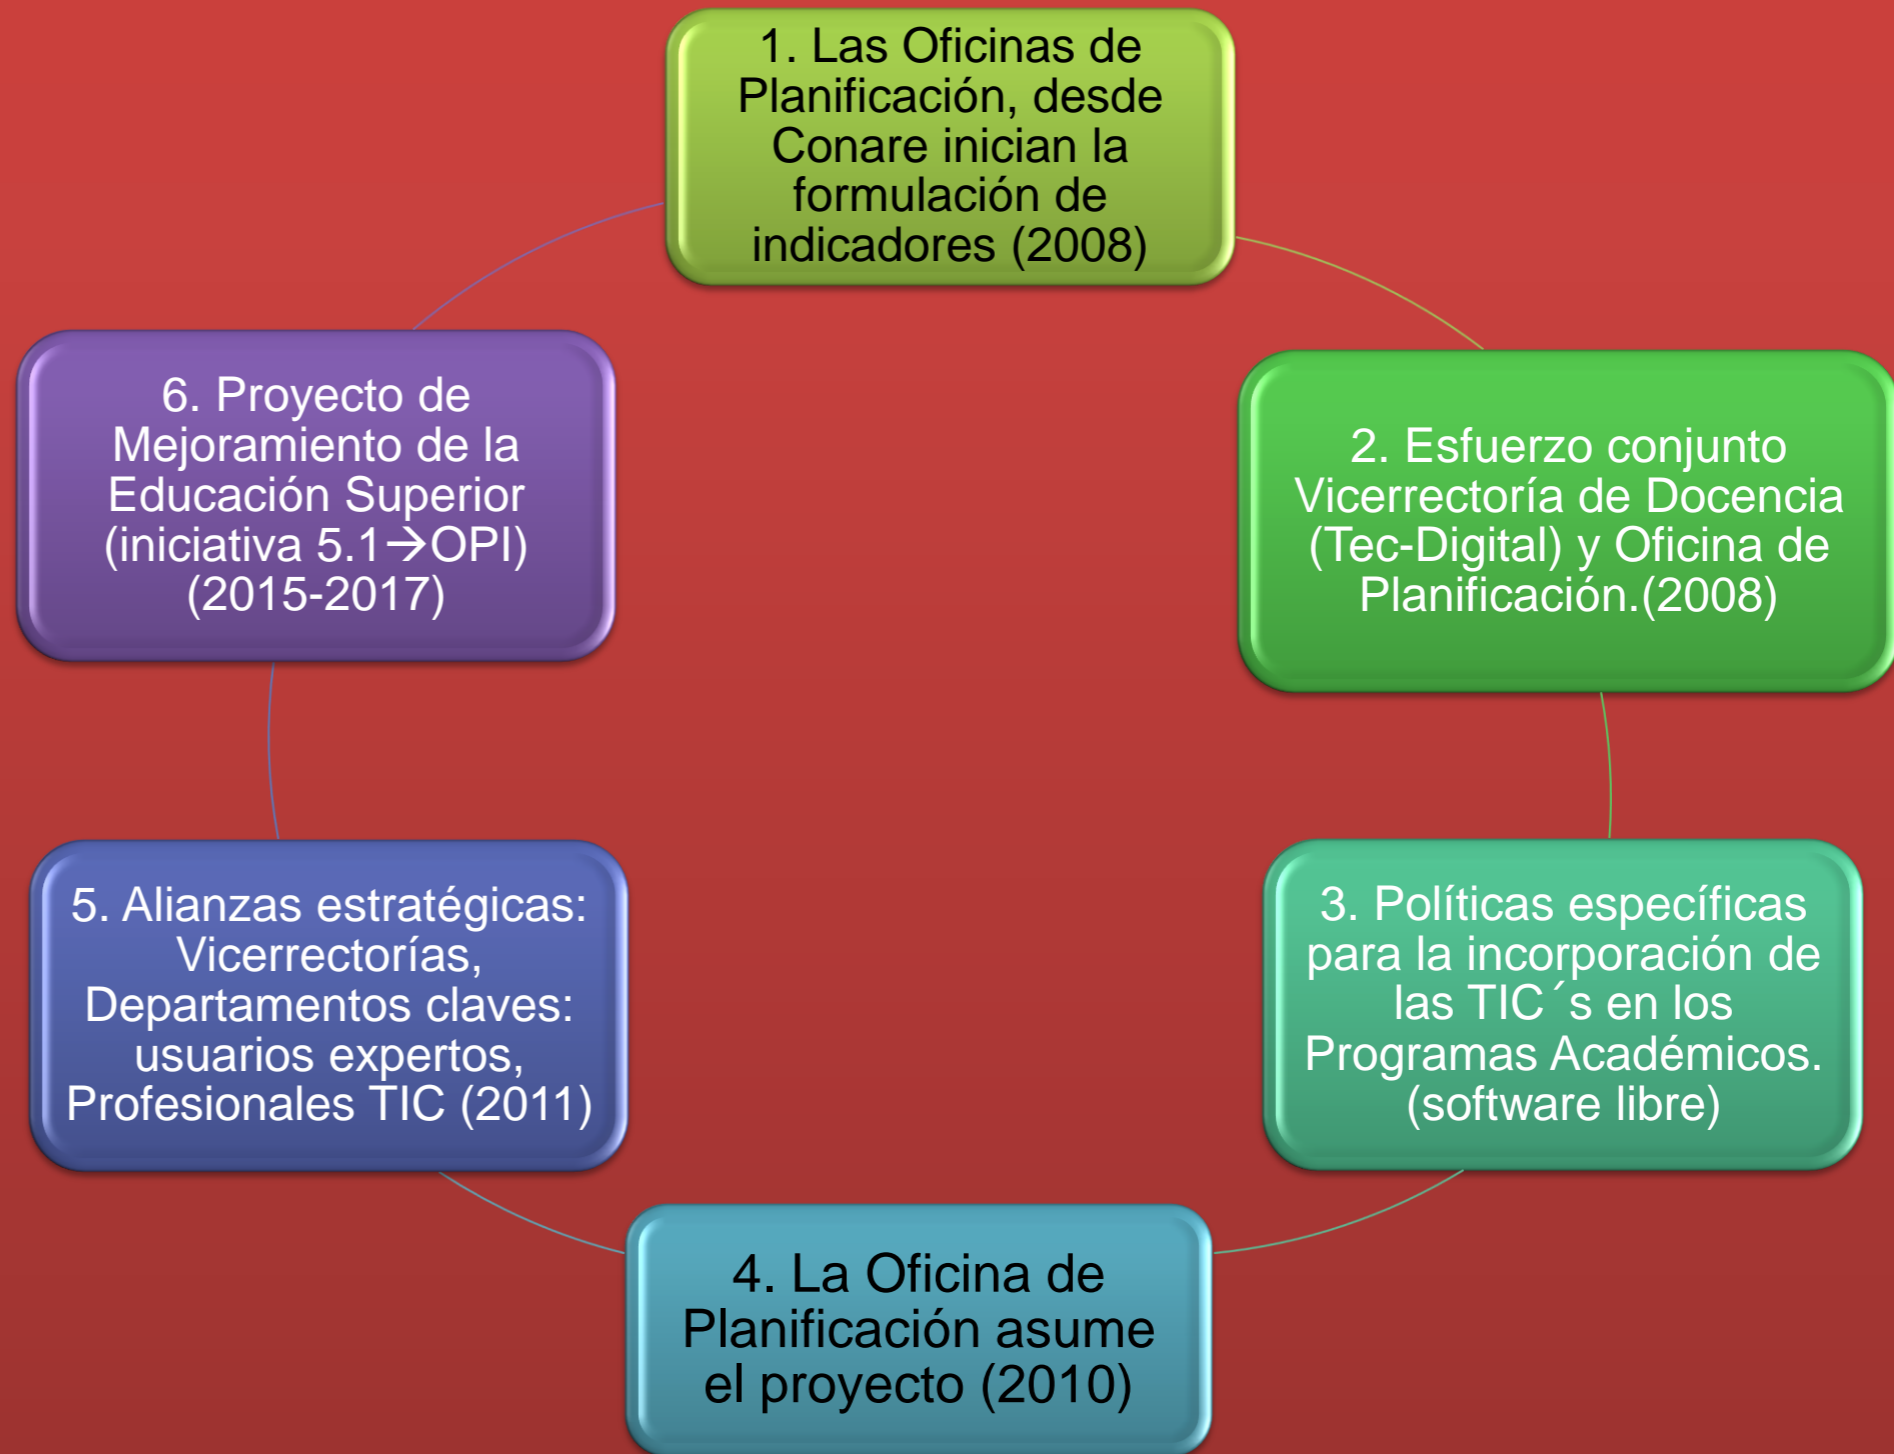 1. Las Oficinas de
Planificación, desde
Conare inician la
formulación de
indicadores (2008)
2. Esfuerzo conjunto
Vicerrectoría de Docencia
(Tec-Digital) y Oficina de
Planificación.(2008)
3. Políticas específicas
para la incorporación de
las TIC´s en los
Programas Académicos.
(software libre)
4. La Oficina de
Planificación asume
el proyecto (2010)
5. Alianzas estratégicas:
Vicerrectorías,
Departamentos claves:
usuarios expertos,
Profesionales TIC (2011)
6. Proyecto de
Mejoramiento de la
Educación Superior
(iniciativa 5.1→OPI)
(2015-2017)